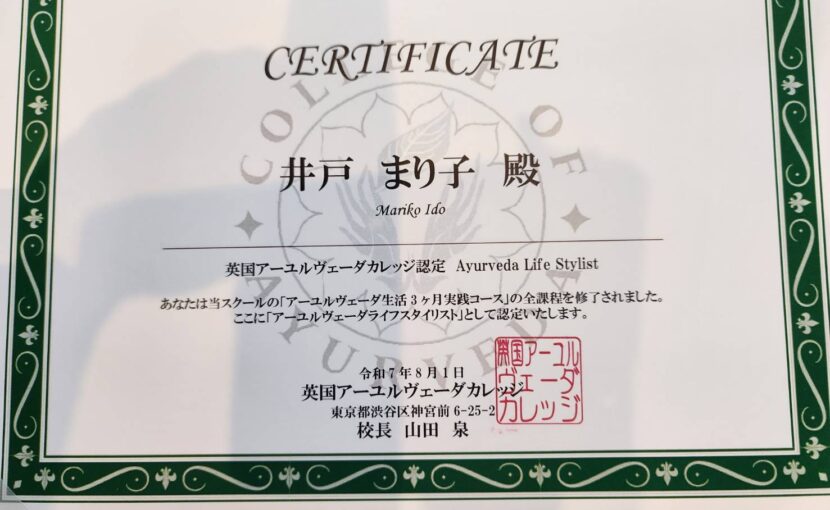 CERTIFICATE
COLLEGE OF
AYURVEDA
井戸 まり子 殿
Mariko Ido
英国アーユルヴェーダカレッジ認定 Ayurveda Life Stylist
あなたは当スクールの「アーユルヴェーダ生活3ヶ月実践コース」の全課程を修了されました。
ここに「アーユルヴェーダライフスタイリスト」として認定いたします。
令和7年8月1日
英国アーユルヴェーダカレッジ
東京都渋谷区神宮前 6-25-2
校長 山田 泉
英国アーユル
ヴェーダ
カレッジ